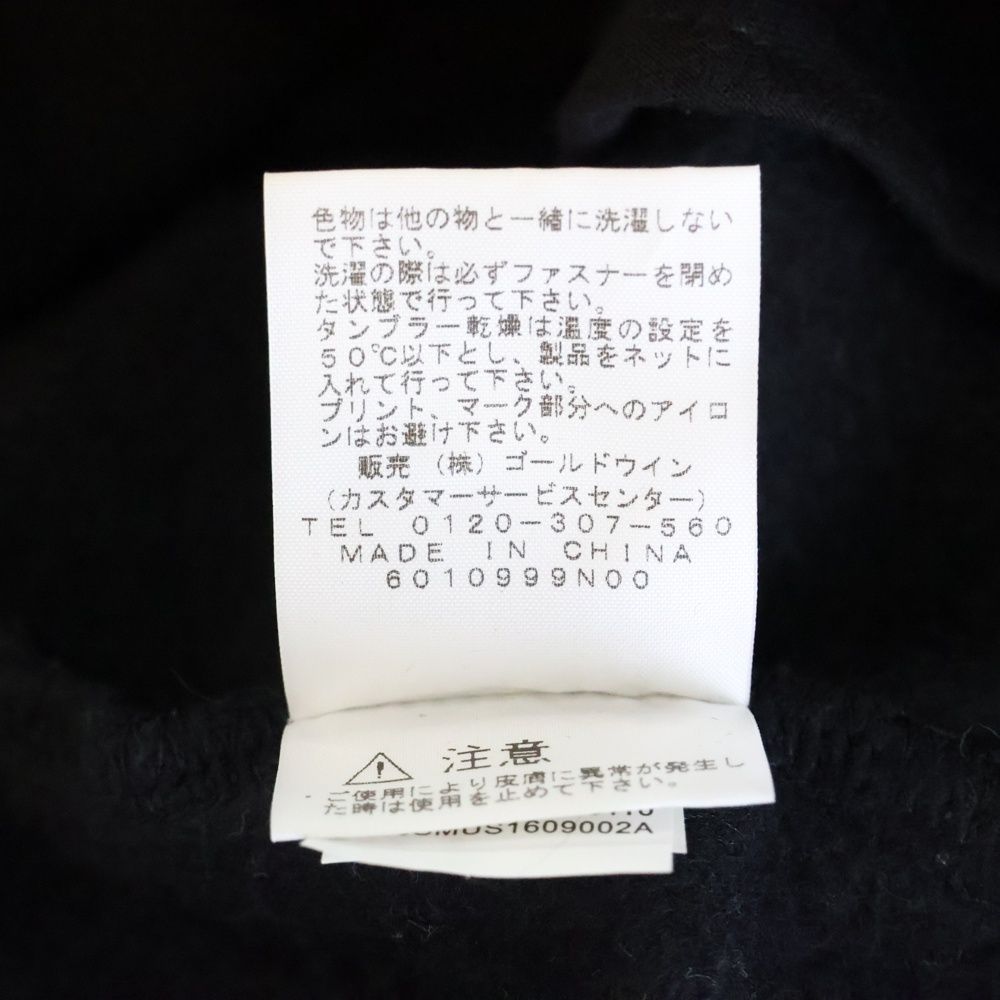 色物は他の物と一緒に洗濯しない
で下さい。
洗濯の際は必ずファスナーを閉め
た状態で行って下さい。
タンブラー乾燥は温度の設定を
50℃以下とし、製品をネットに
入れて行って下さい。
プリント、マーク部分へのアイロ
ンはお避け下さい。
販売 (株) ゴールドウイン
(カスタマーサービスセンター)
TEL 0120-307-560
MADE IN CHINA
6010999N00
注意
ご使用により皮膚に異常が発生し
た時は使用を止めて下さい。
MUS1609002A